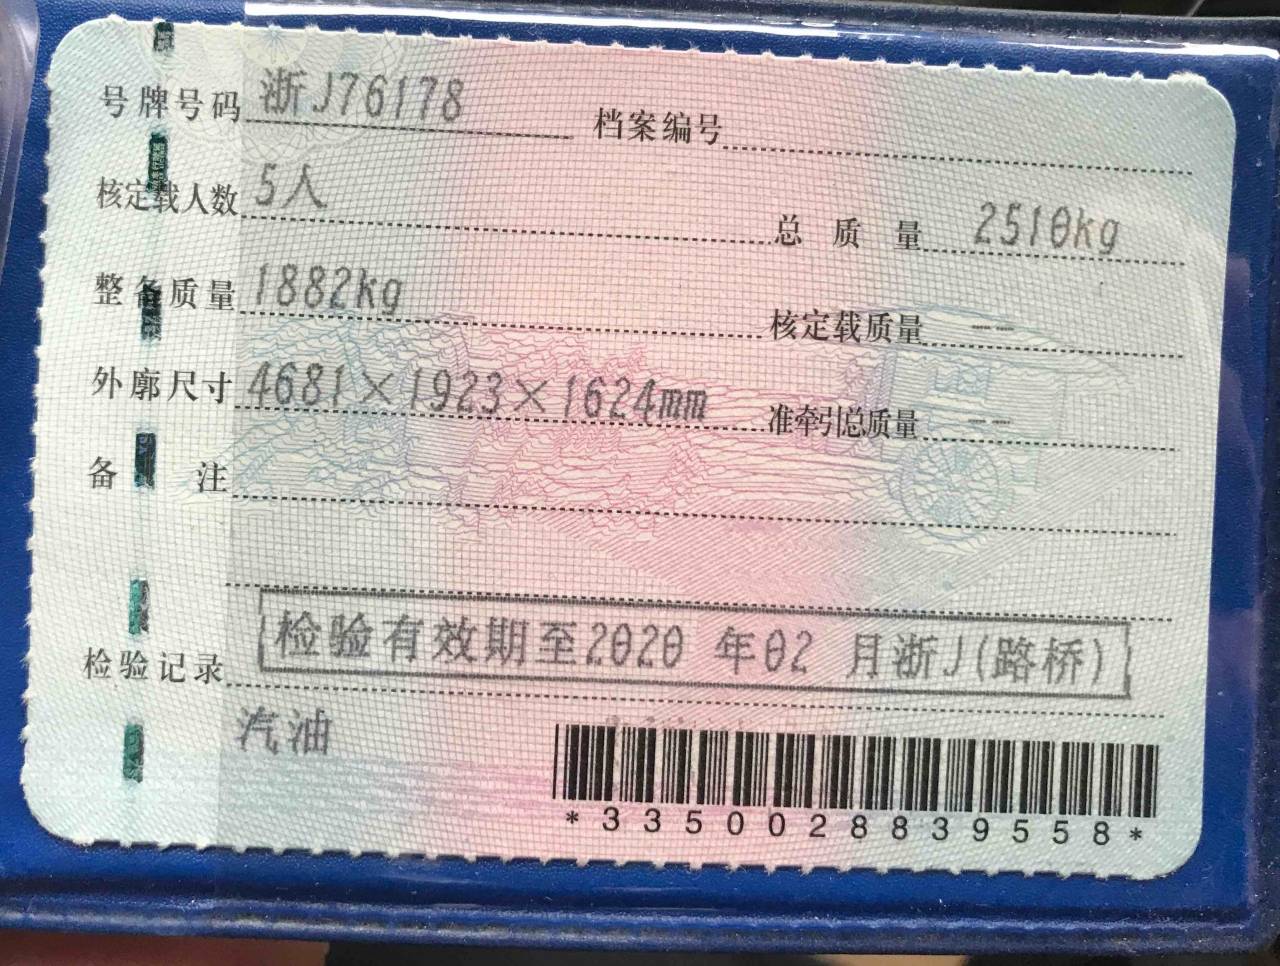 号牌号码 浙J76178 档案编号
核定载人数 5人 总质量 2510kg
整备质量 1882kg 核定载质量 -- --
外廓尺寸 4681×1923×1624mm 准牵引总质量 -- --
备注
检验记录 检验有效期至2020 年02 月浙J(路桥)
汽油
*3350028839558*